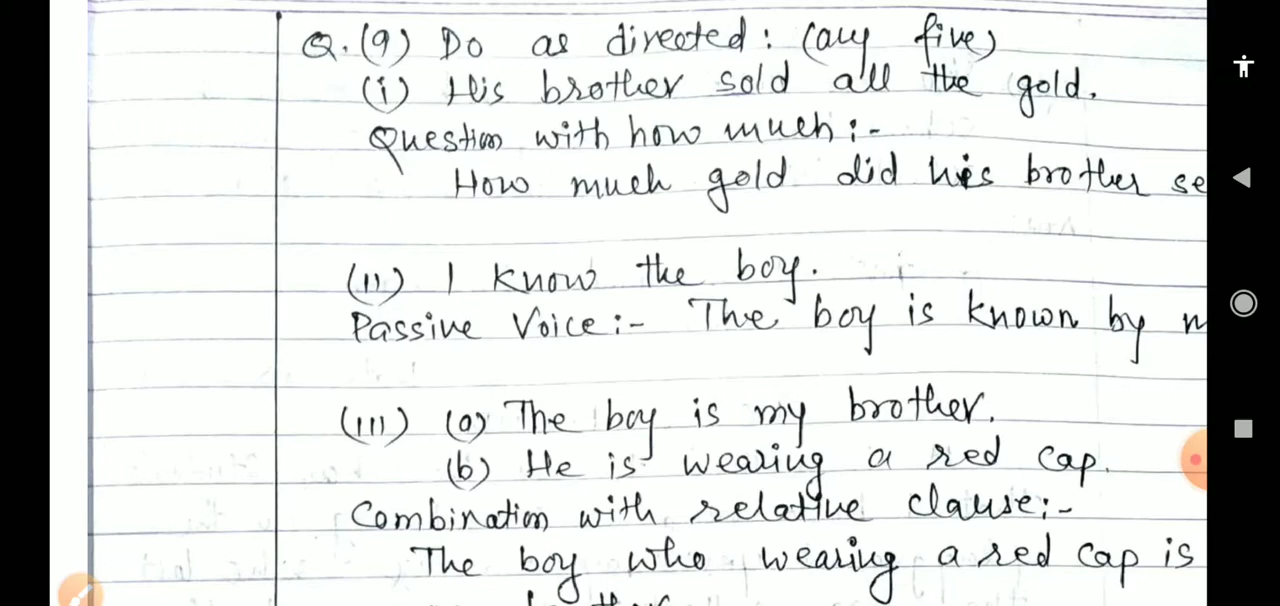 Q. (9) Do as directed : (any five)
(i) His brother sold all the gold.
Question with how much :-
How much gold did his brother se
(ii) I know the boy.
Passive Voice :- The boy is known by m
(iii) (a) The boy is my brother.
(b) He is wearing a red cap.
Combination with relative clause :-
The boy who wearing a red cap is